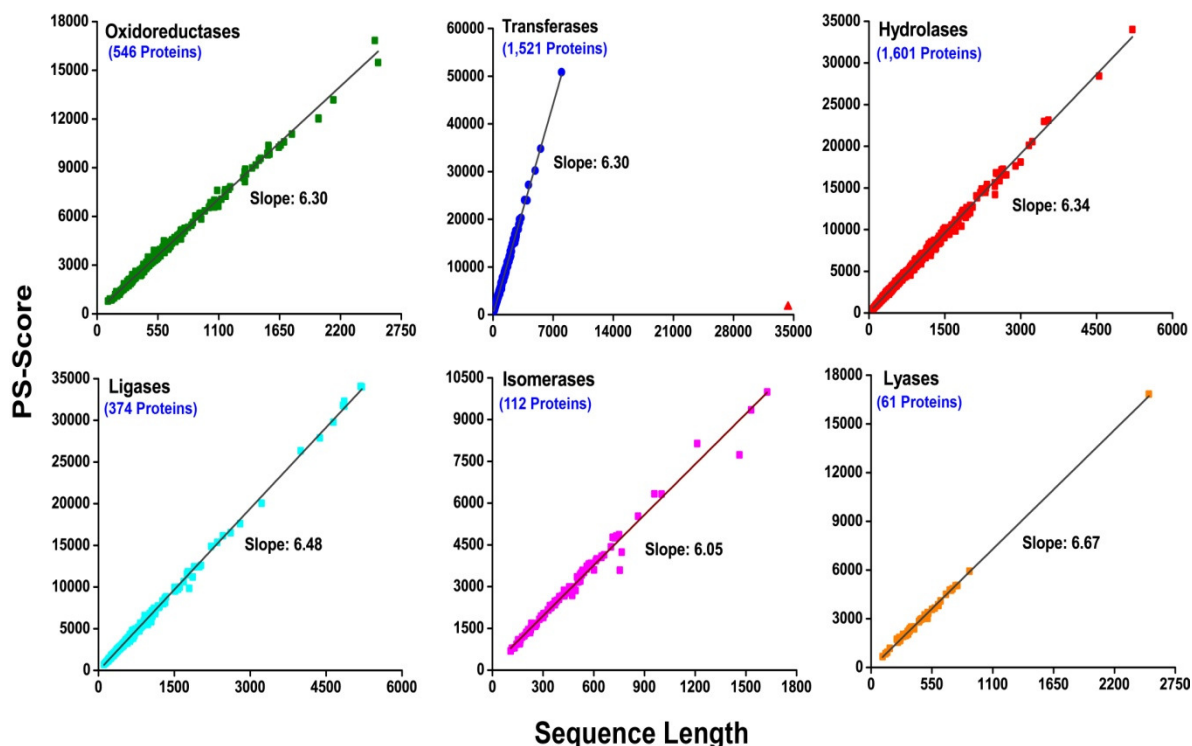 PS-Score
18000
15000
12000
9000
6000
3000
0
Oxidoreductases
(546 Proteins)
Slope: 6.30
0 550 1100 1650 2200 2750
60000
50000
40000
30000
20000
10000
0
Transferases
(1,521 Proteins)
Slope: 6.30
0 7000 14000 21000 28000 35000
35000
30000
25000
20000
15000
10000
5000
0
Hydrolases
(1,601 Proteins)
Slope: 6.34
0 1500 3000 4500 6000
35000
30000
25000
20000
15000
10000
5000
0
Ligases
(374 Proteins)
Slope: 6.48
0 1500 3000 4500 6000
10500
9000
7500
6000
4500
3000
1500
0
Isomerases
(112 Proteins)
Slope: 6.05
0 300 600 900 1200 1500 1800
18000
15000
12000
9000
6000
3000
0
Lyases
(61 Proteins)
Slope: 6.67
0 550 1100 1650 2200 2750
Sequence Length